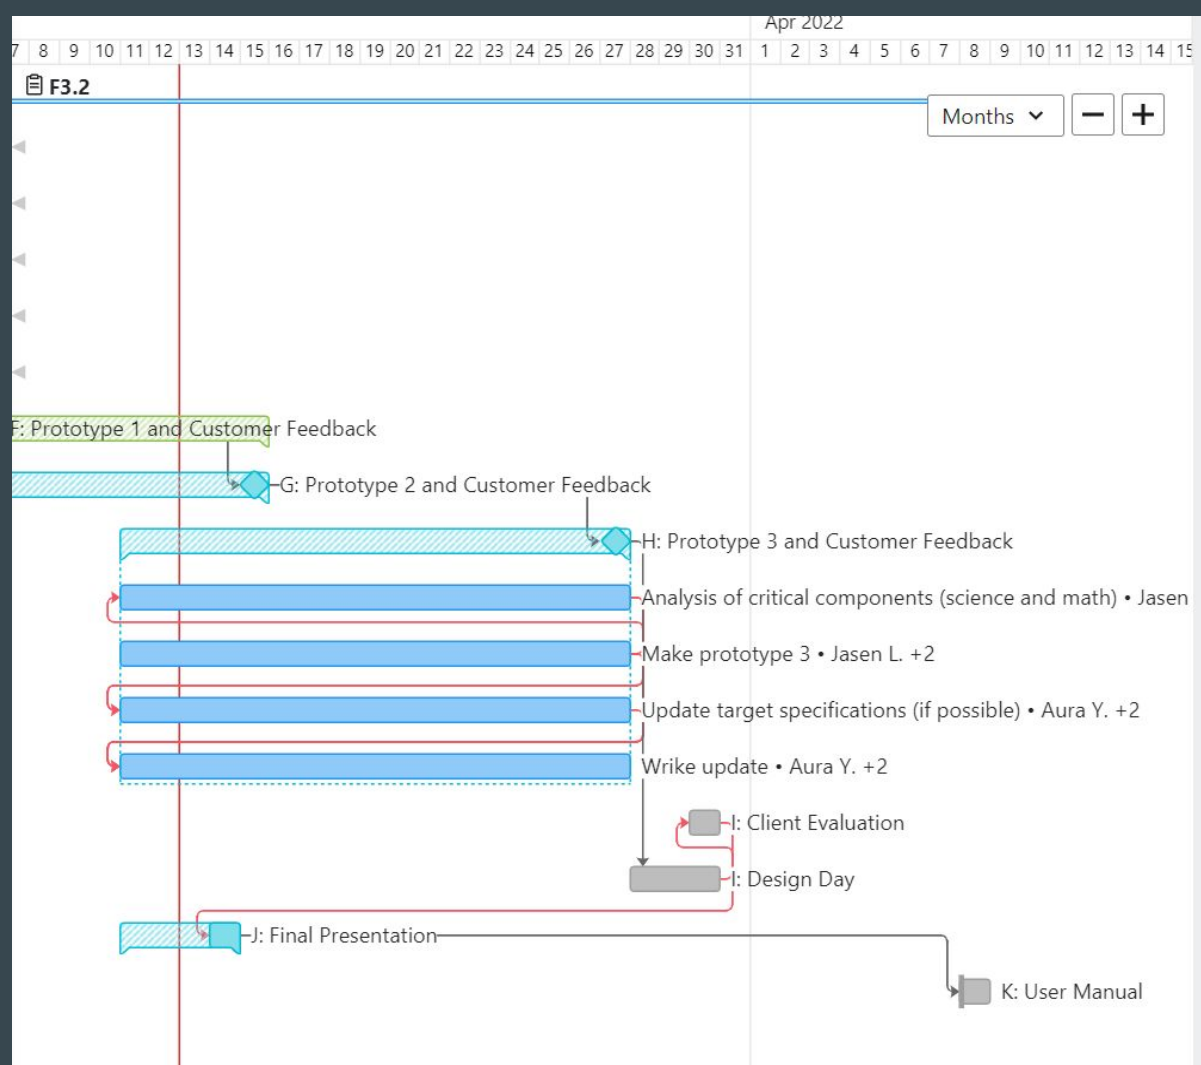 Apr 2022
7 8 9 10 11 12 13 14 15 16 17 18 19 20 21 22 23 24 25 26 27 28 29 30 31 1 2 3 4 5 6 7 8 9 10 11 12 13 14 15
F3.2
Months
F: Prototype 1 and Customer Feedback
G: Prototype 2 and Customer Feedback
H: Prototype 3 and Customer Feedback
Analysis of critical components (science and math) • Jasen
Make prototype 3 • Jasen L. +2
Update target specifications (if possible) • Aura Y. +2
Wrike update • Aura Y. +2
I: Client Evaluation
I: Design Day
J: Final Presentation
K: User Manual